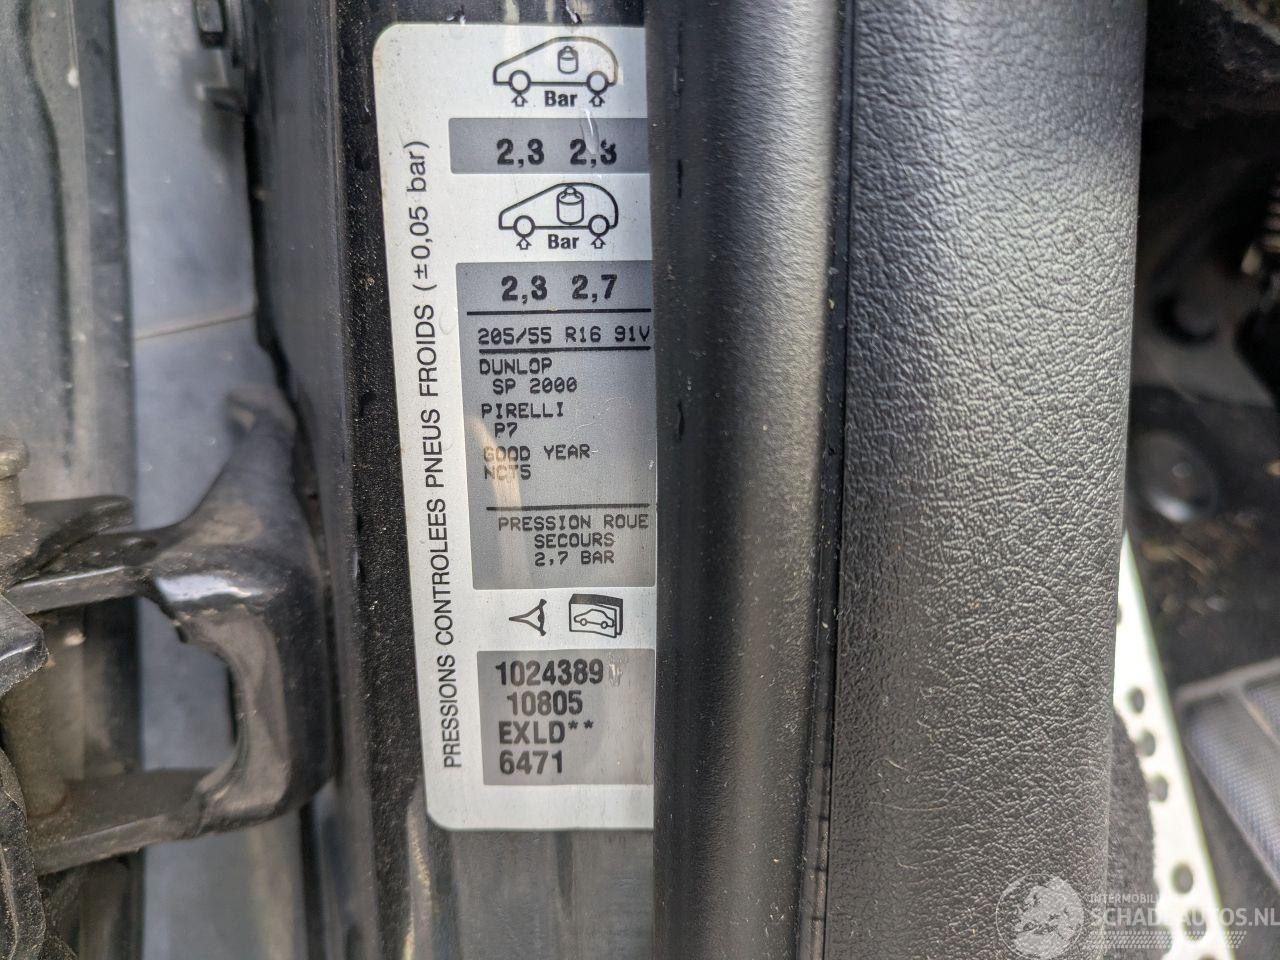 PRESSIONS CONTROLEES PNEUS FROIDS (±0,05 bar)
Bar
2,3 2,3
Bar
2,3 2,7
205/55 R16 91V
DUNLOP
SP 2000
PIRELLI
P7
GOOD YEAR
NCT5
PRESSION ROUE
SECOURS
2,7 BAR
1024389
10805
EXLD**
6471
INTERMOBIEL
SCHADEAUTOS.NL